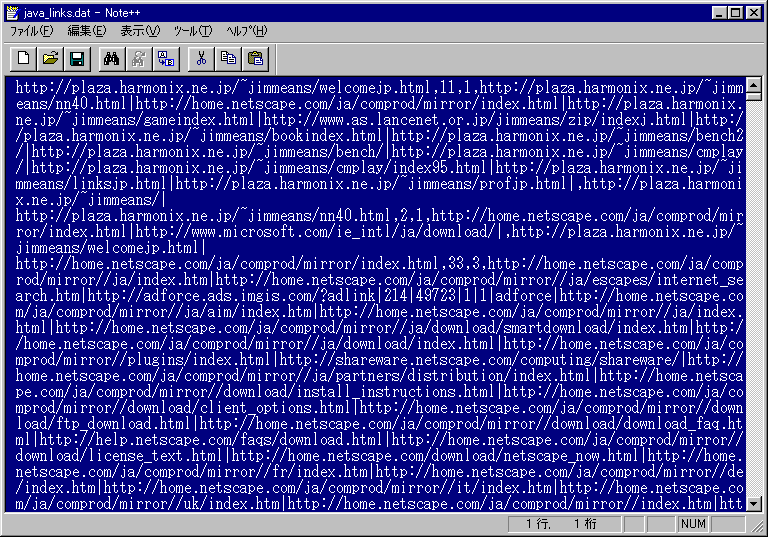 java_links.dat - Note++
ﾌｧｲﾙ(F) 編集(E) 表示(V) ﾂｰﾙ(T) ﾍﾙﾌﾟ(H)
http://plaza.harmonix.ne.jp/~jimmeans/welcomejp.html,11,1,http://plaza.harmonix.ne.jp/~jimm
eans/nn40.html|http://home.netscape.com/ja/comprod/mirror/index.html|http://plaza.harmonix.
ne.jp/~jimmeans/gameindex.html|http://www.as.lancenet.or.jp/jimmeans/zip/indexj.html|http:/
/plaza.harmonix.ne.jp/~jimmeans/bookindex.html|http://plaza.harmonix.ne.jp/~jimmeans/bench2
/|http://plaza.harmonix.ne.jp/~jimmeans/bench/|http://plaza.harmonix.ne.jp/~jimmeans/cmplay
/|http://plaza.harmonix.ne.jp/~jimmeans/cmplay/index95.html|http://plaza.harmonix.ne.jp/~ji
mmeans/linksjp.html|http://plaza.harmonix.ne.jp/~jimmeans/profjp.html|,http://plaza.harmoni
x.ne.jp/~jimmeans/|
http://plaza.harmonix.ne.jp/~jimmeans/nn40.html,2,1,http://home.netscape.com/ja/comprod/mir
ror/index.html|http://www.microsoft.com/ie_intl/ja/download/|,http://plaza.harmonix.ne.jp/~
jimmeans/welcomejp.html|
http://home.netscape.com/ja/comprod/mirror/index.html,33,3,http://home.netscape.com/ja/comp
rod/mirror//ja/index.htm|http://home.netscape.com/ja/comprod/mirror//ja/escapes/internet_se
arch.htm|http://adforce.ads.imgis.com/?adlink|214|49723|1|1|adforce|http://home.netscape.co
m/ja/comprod/mirror//ja/aim/index.htm|http://home.netscape.com/ja/comprod/mirror//ja/index.
html|http://home.netscape.com/ja/comprod/mirror//ja/download/smartdownload/index.htm|http:/
/home.netscape.com/ja/comprod/mirror//ja/download/index.htm|http://home.netscape.com/ja/co
mprod/mirror//plugins/index.html|http://shareware.netscape.com/computing/shareware/|http://
home.netscape.com/ja/comprod/mirror//ja/partners/distribution/index.html|http://home.netsca
pe.com/ja/comprod/mirror//download/install_instructions.html|http://home.netscape.com/ja/co
mprod/mirror//download/client_options.html|http://home.netscape.com/ja/comprod/mirror//down
load/ftp_download.html|http://home.netscape.com/ja/comprod/mirror//download/download_faq.ht
ml|http://help.netscape.com/faqs/download.html|http://home.netscape.com/ja/comprod/mirror//
download/license_text.html|http://home.netscape.com/download/netscape_now.html|http://home.
netscape.com/ja/comprod/mirror//fr/index.htm|http://home.netscape.com/ja/comprod/mirror//de
/index.htm|http://home.netscape.com/ja/comprod/mirror//it/index.htm|http://home.netscape.co
m/ja/comprod/mirror//uk/index.htm|http://home.netscape.com/ja/comprod/mirror//index.htm|htt
1 行, 1 桁 NUM